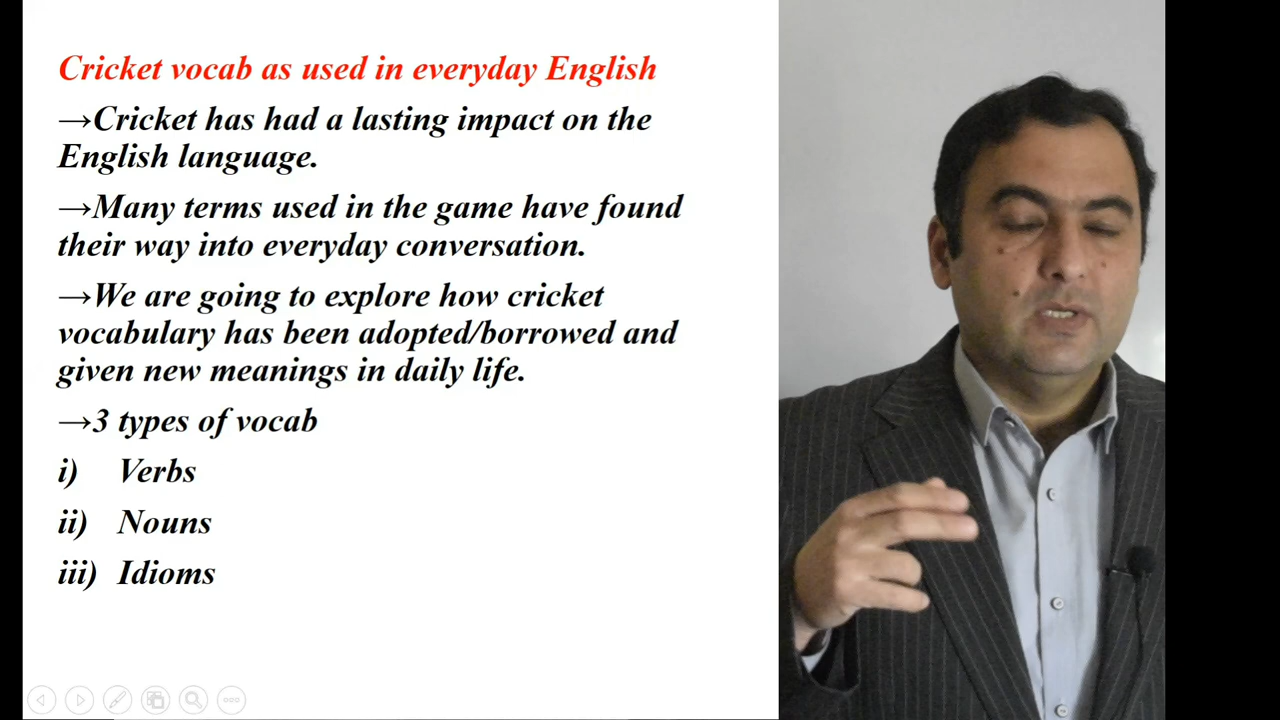 Cricket vocab as used in everyday English
→Cricket has had a lasting impact on the
English language.
→Many terms used in the game have found
their way into everyday conversation.
→We are going to explore how cricket
vocabulary has been adopted/borrowed and
given new meanings in daily life.
→3 types of vocab
i) Verbs
ii) Nouns
iii) Idioms